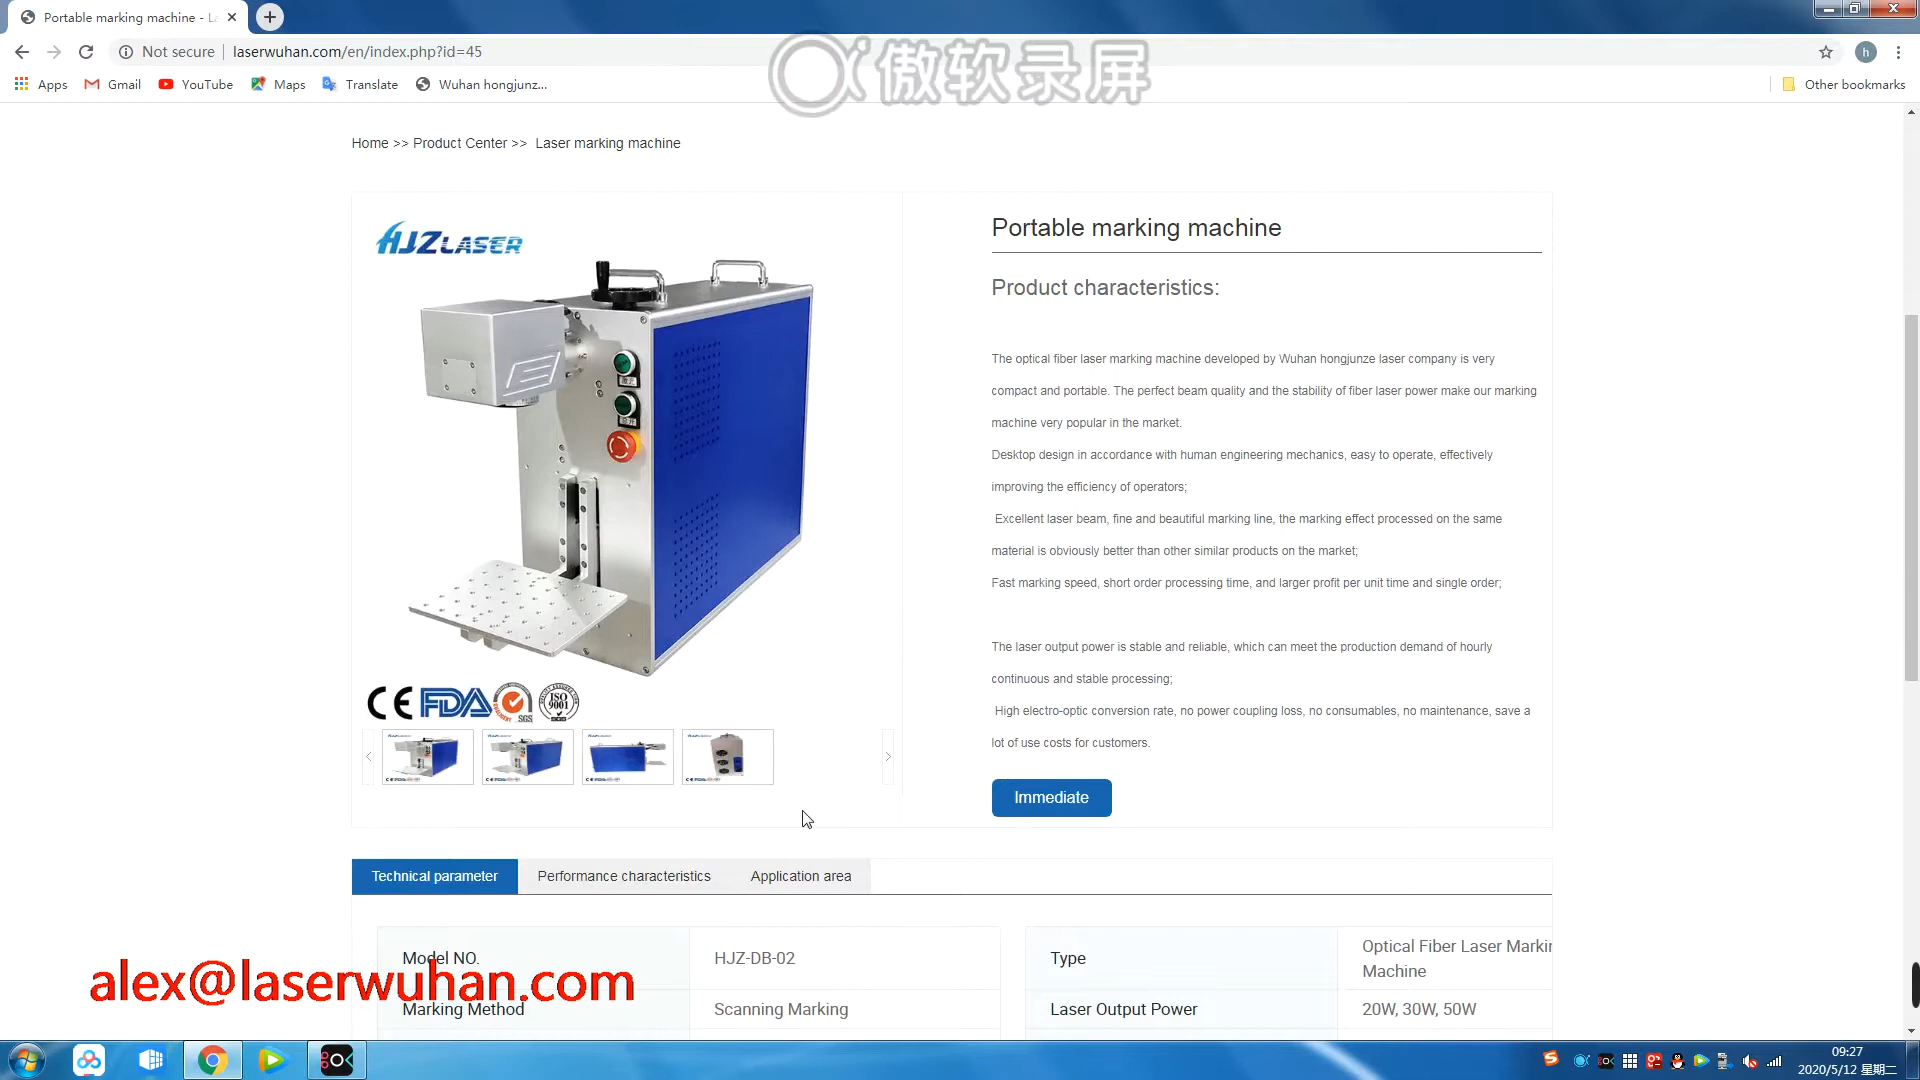 Portable marking machine - La
Not secure
laserwuhan.com/en/index.php?id=45
h
Apps
Gmail
YouTube
Maps
Translate
Wuhan hongjunz...
Other bookmarks
傲软录屏
Home >> Product Center >> Laser marking machine
HJZLASER
CE FDA SGS ISO 9001
Portable marking machine
Product characteristics:
The optical fiber laser marking machine developed by Wuhan hongjunze laser company is very
compact and portable. The perfect beam quality and the stability of fiber laser power make our marking
machine very popular in the market.
Desktop design in accordance with human engineering mechanics, easy to operate, effectively
improving the efficiency of operators;
Excellent laser beam, fine and beautiful marking line, the marking effect processed on the same
material is obviously better than other similar products on the market;
Fast marking speed, short order processing time, and larger profit per unit time and single order;
The laser output power is stable and reliable, which can meet the production demand of hourly
continuous and stable processing;
High electro-optic conversion rate, no power coupling loss, no consumables, no maintenance, save a
lot of use costs for customers.
Immediate
Technical parameter
Performance characteristics
Application area
Model NO.
HJZ-DB-02
Type
Optical Fiber Laser Markin
Machine
alex@laserwuhan.com
Marking Method
Scanning Marking
Laser Output Power
20W, 30W, 50W
09:27
2020/5/12 星期二